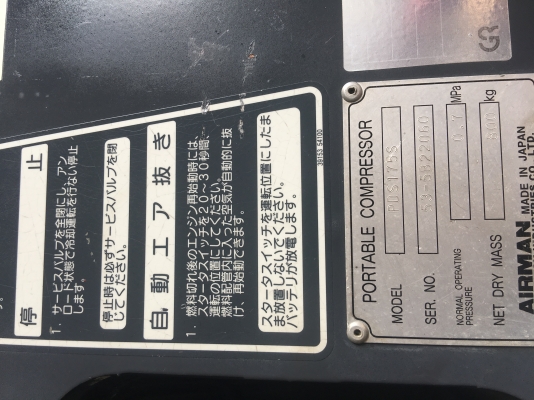 停止
1. サービスバルブを全閉にし、アン
ロード状態で冷却運転を行ない停止
します。
停止時は必ずサービスバルブを閉
じてください。
自動エア抜き
1. 燃料切れ後のエンジン再始動時には、
スタータスイッチを20~30秒間、
運転の位置にしてください。
燃料配管内に入った空気が自動的に抜
け、再始動できます。
スタータスイッチを運転位置にしたま
ま放置しないでください。
バッテリが放電します。
PORTABLE COMPRESSOR
MODEL PDS175S
SER. NO.
NORMAL OPERATING
PRESSURE MPa
NET DRY MASS kg
AIRMAN MADE IN JAPAN